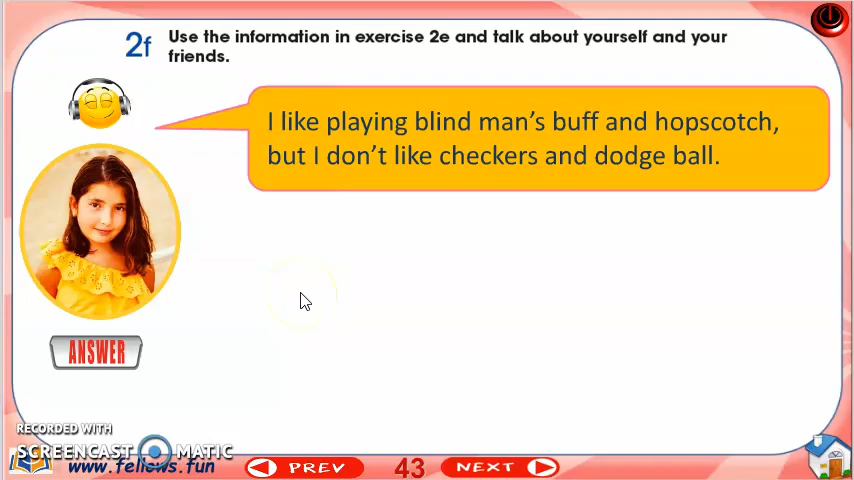 2f Use the information in exercise 2e and talk about yourself and your
friends.
I like playing blind man’s buff and hopscotch,
but I don’t like checkers and dodge ball.
ANSWER
RECORDED WITH
SCREENCAST MATIC
www.fellows.fun
PREV 43 NEXT